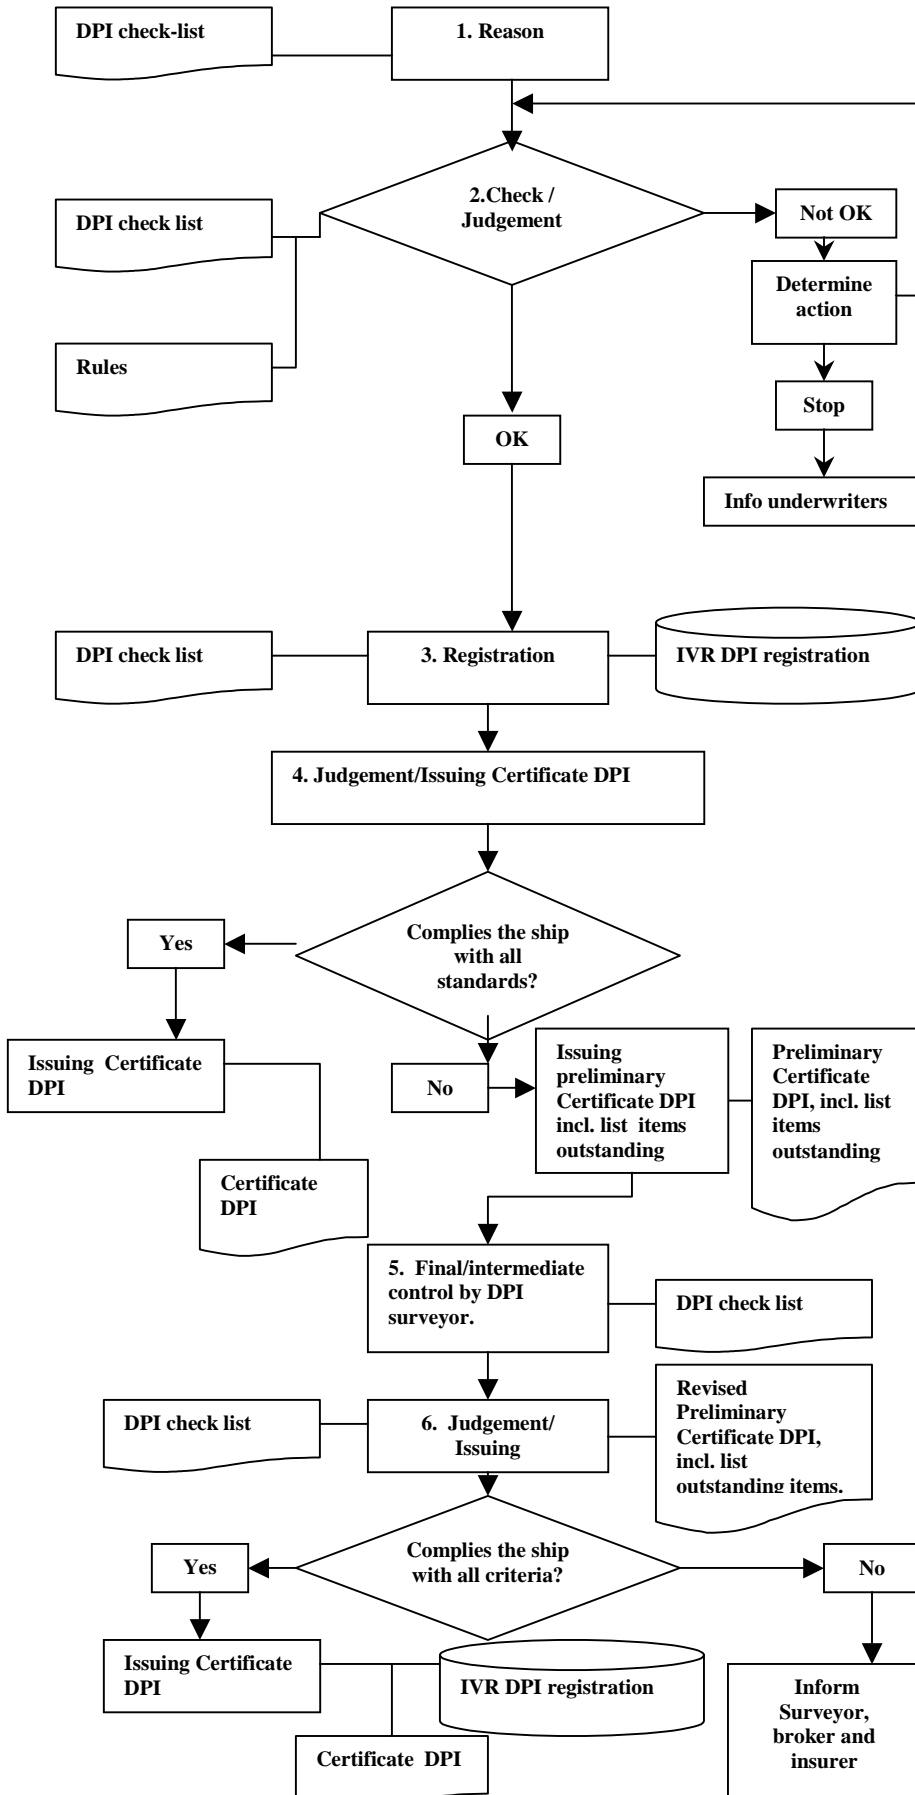 DPI check-list
1. Reason
2.Check /
Judgement
Not OK
DPI check list
Determine
action
Rules
Stop
OK
Info underwriters
DPI check list
3. Registration
IVR DPI registration
4. Judgement/Issuing Certificate DPI
Yes
Complies the ship
with all
standards?
Issuing  Certificate
DPI
No
Issuing
preliminary
Certificate DPI
incl. list  items
outstanding
Preliminary
Certificate
DPI, incl. list
items
outstanding
Certificate
DPI
5.  Final/intermediate
control by DPI
surveyor.
DPI check list
DPI check list
6.  Judgement/
Issuing
Revised
Preliminary
Certificate DPI,
incl. list
outstanding items.
Yes
Complies the ship
with all criteria?
No
Issuing Certificate
DPI
IVR DPI registration
Certificate  DPI
Inform
Surveyor,
broker and
insurer